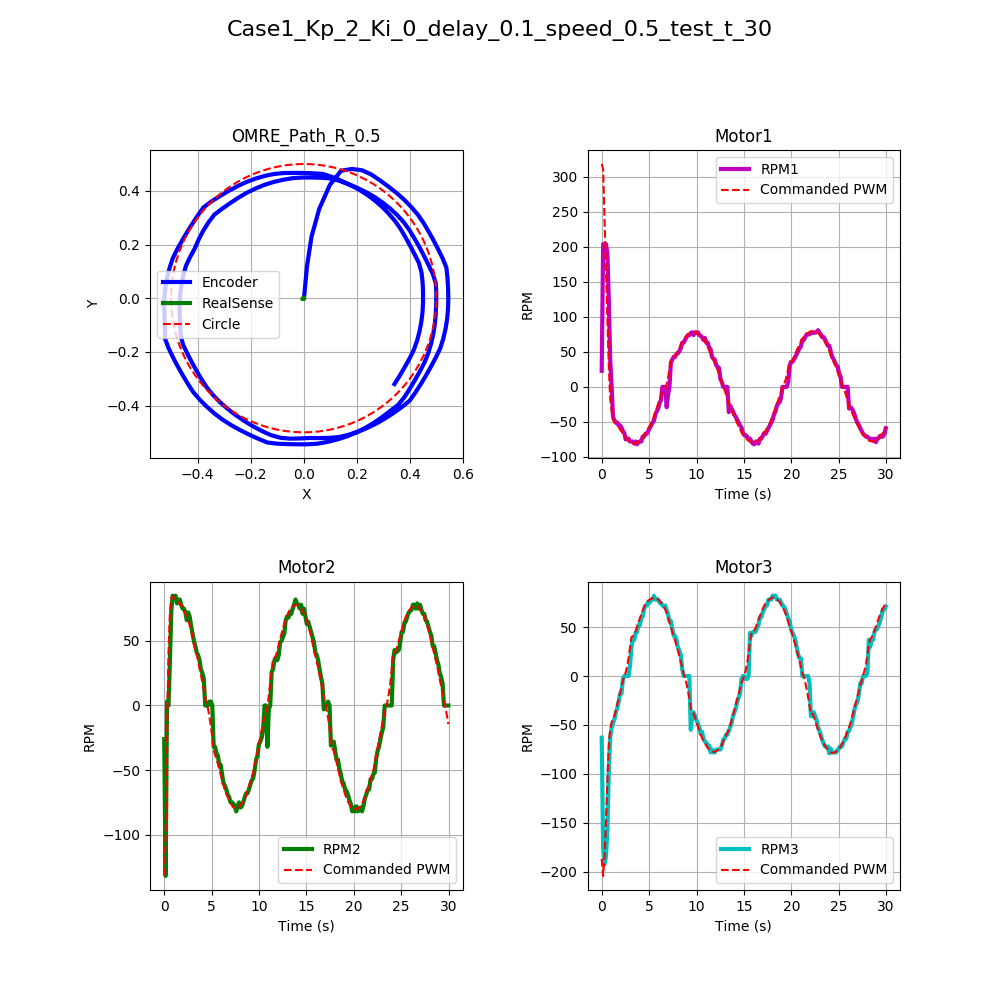 Case1_Kp_2_Ki_0_delay_0.1_speed_0.5_test_t_30
OMRE_Path_R_0.5
0.4
0.2
0.0
−0.2
−0.4
Y
Encoder
RealSense
Circle
−0.4
−0.2
0.0
0.2
0.4
0.6
X
Motor1
300
250
200
150
100
50
0
−50
−100
RPM
RPM1
Commanded PWM
0
5
10
15
20
25
30
Time (s)
Motor2
50
0
−50
−100
RPM
RPM2
Commanded PWM
0
5
10
15
20
25
30
Time (s)
Motor3
50
0
−50
−100
−150
−200
RPM
RPM3
Commanded PWM
0
5
10
15
20
25
30
Time (s)